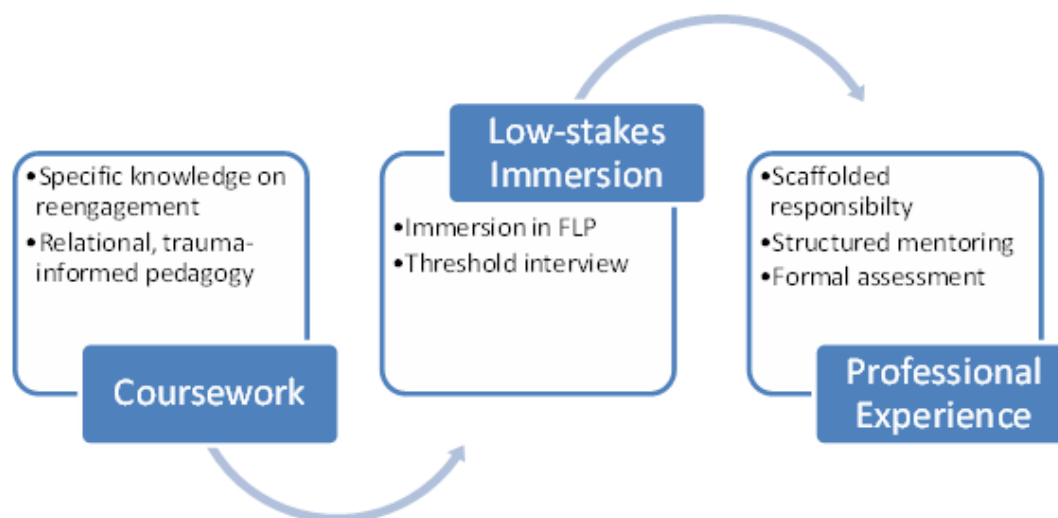 •Specific knowledge on
reengagement
•Relational, trauma-
informed pedagogy
Coursework
Low-stakes
Immersion
•Immersion in FLP
•Threshold interview
•Scaffolded
responsibilty
•Structured mentoring
•Formal assessment
Professional
Experience